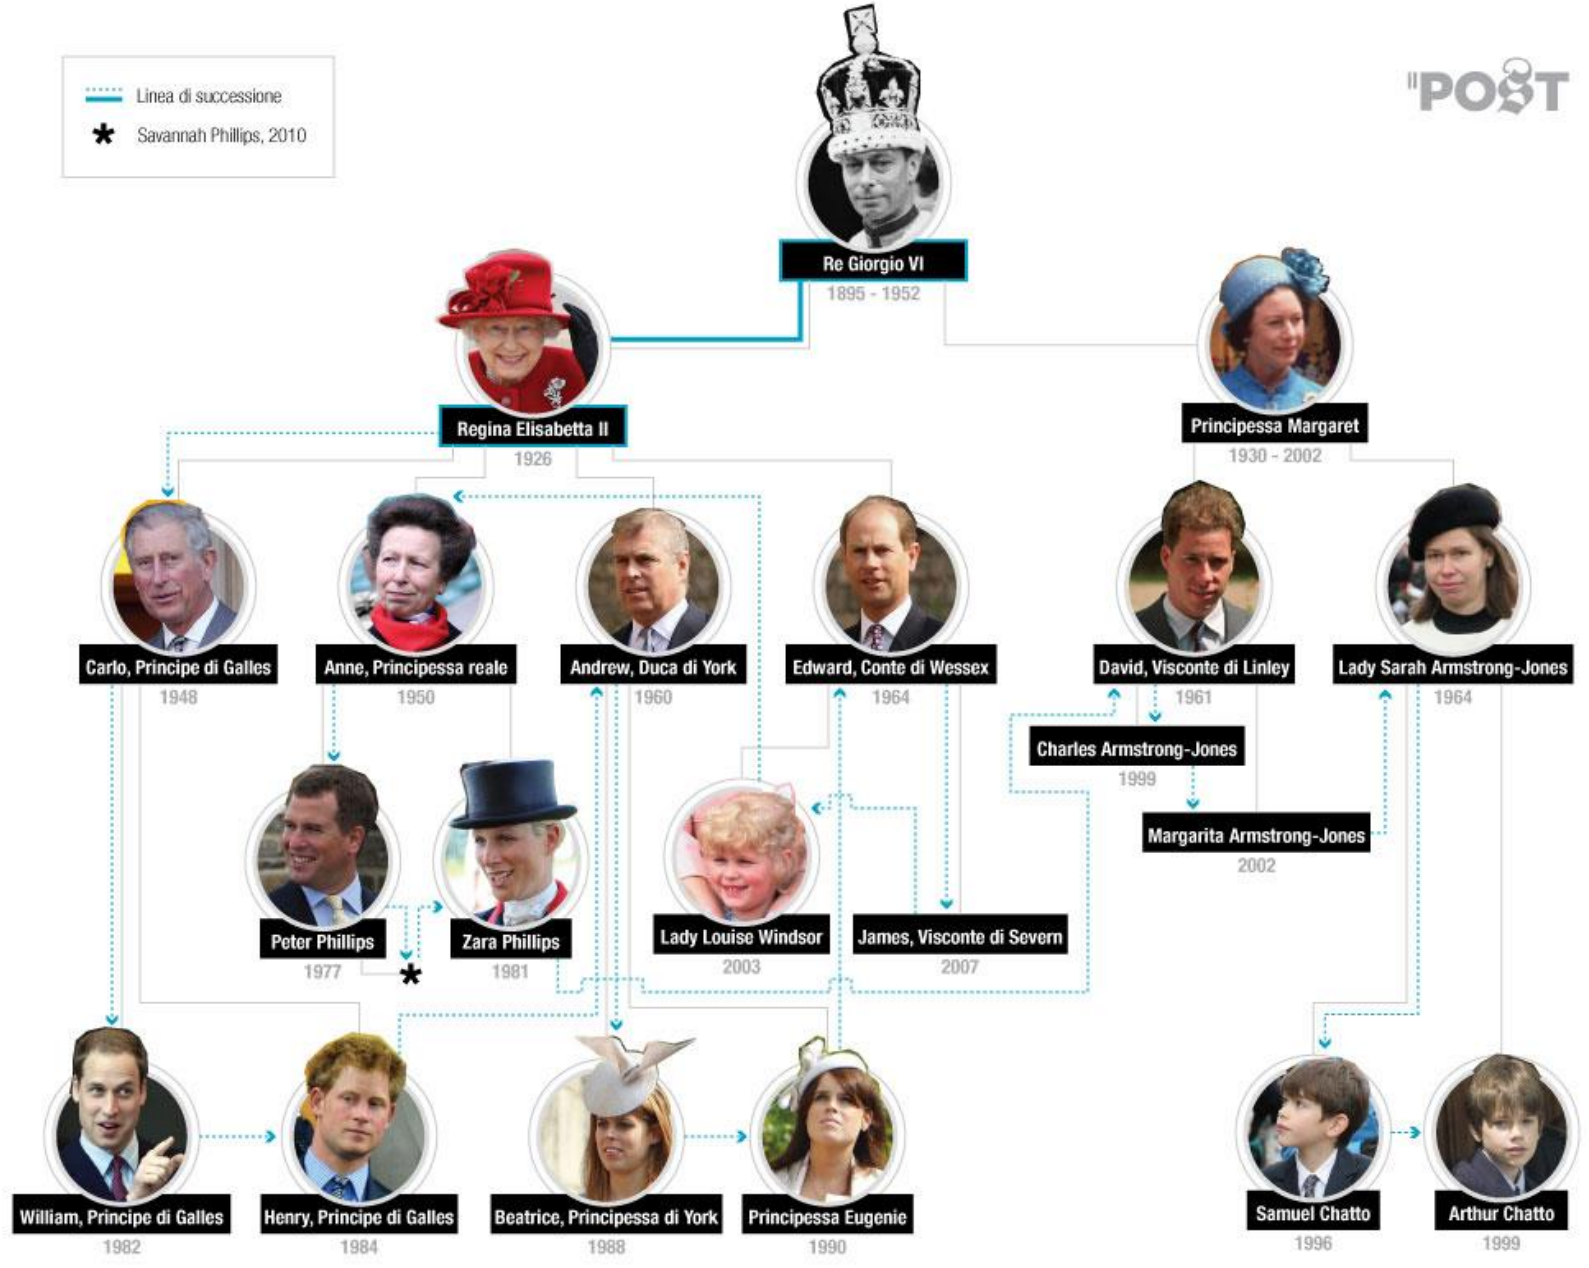 Linea di successione
* Savannah Phillips, 2010
IL POST
Re Giorgio VI
1895 - 1952
Regina Elisabetta II
1926
Principessa Margaret
1930 - 2002
Carlo, Principe di Galles
1948
Anne, Principessa reale
1950
Andrew, Duca di York
1960
Edward, Conte di Wessex
1964
David, Visconte di Linley
1961
Lady Sarah Armstrong-Jones
1964
Charles Armstrong-Jones
1999
Margarita Armstrong-Jones
2002
Peter Phillips
1977
*
Zara Phillips
1981
Lady Louise Windsor
2003
James, Visconte di Severn
2007
William, Principe di Galles
1982
Henry, Principe di Galles
1984
Beatrice, Principessa di York
1988
Principessa Eugenie
1990
Samuel Chatto
1996
Arthur Chatto
1999